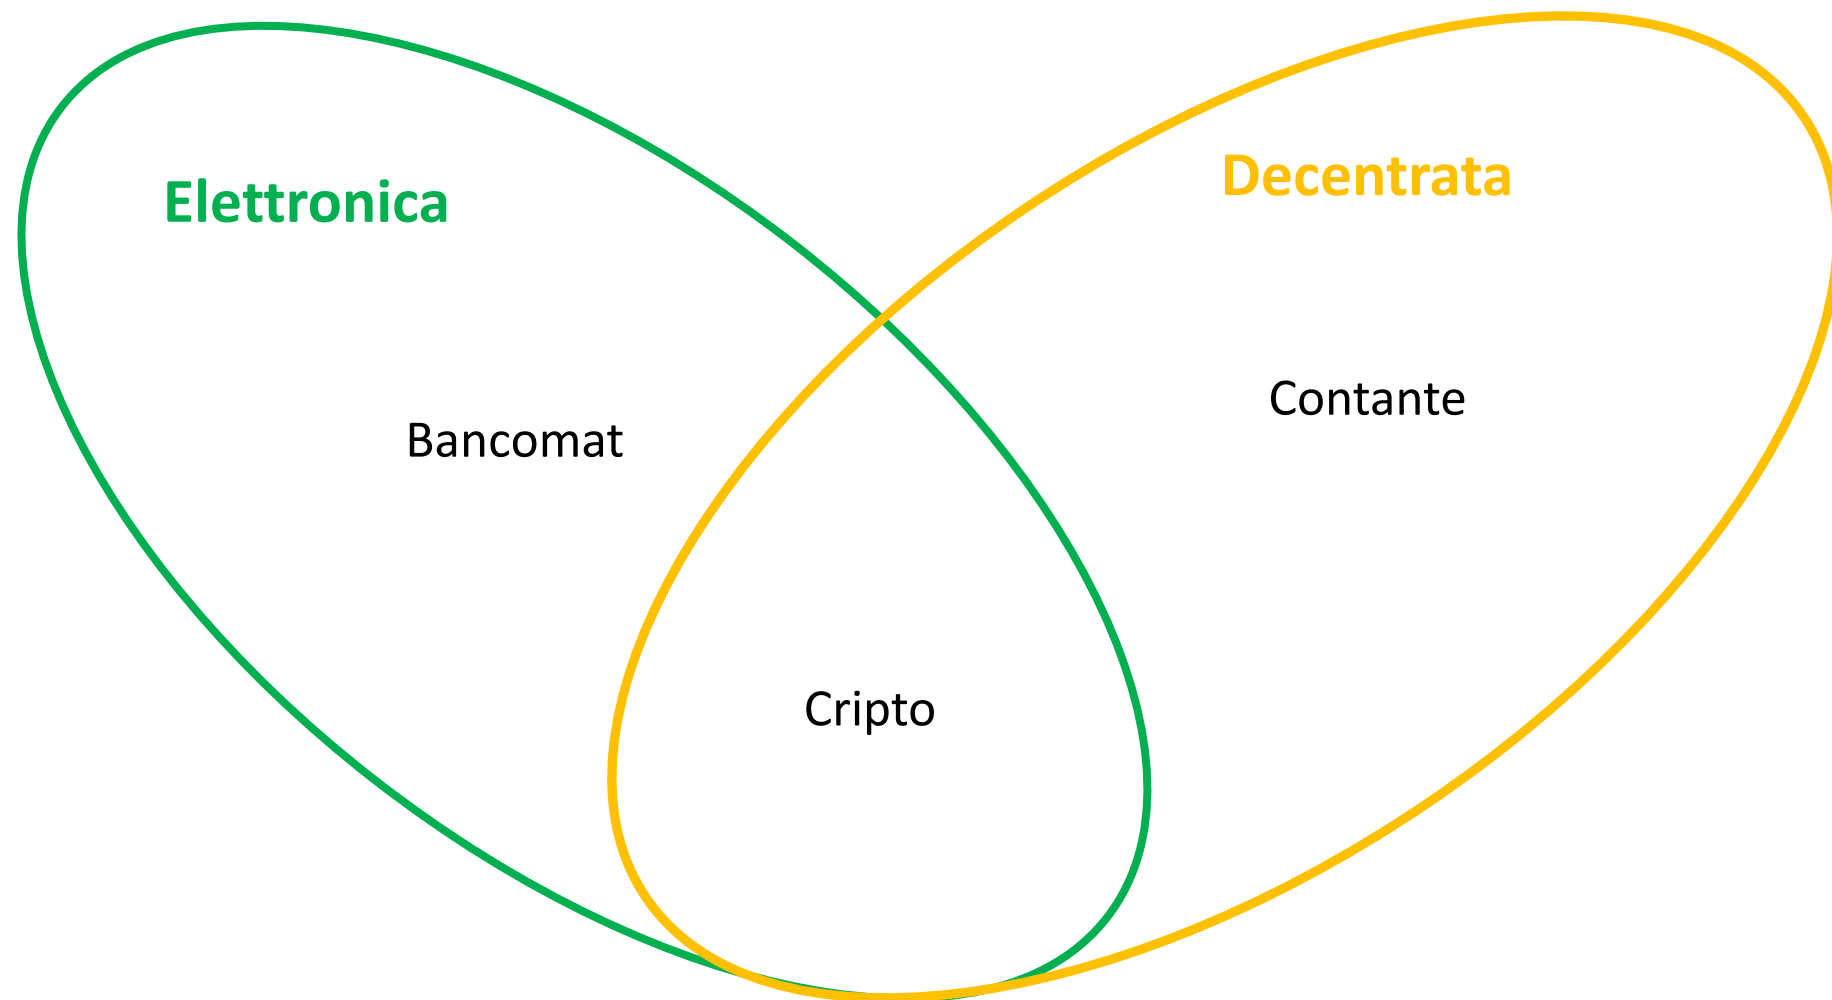 Elettronica
Decentrata
Bancomat
Contante
Cripto